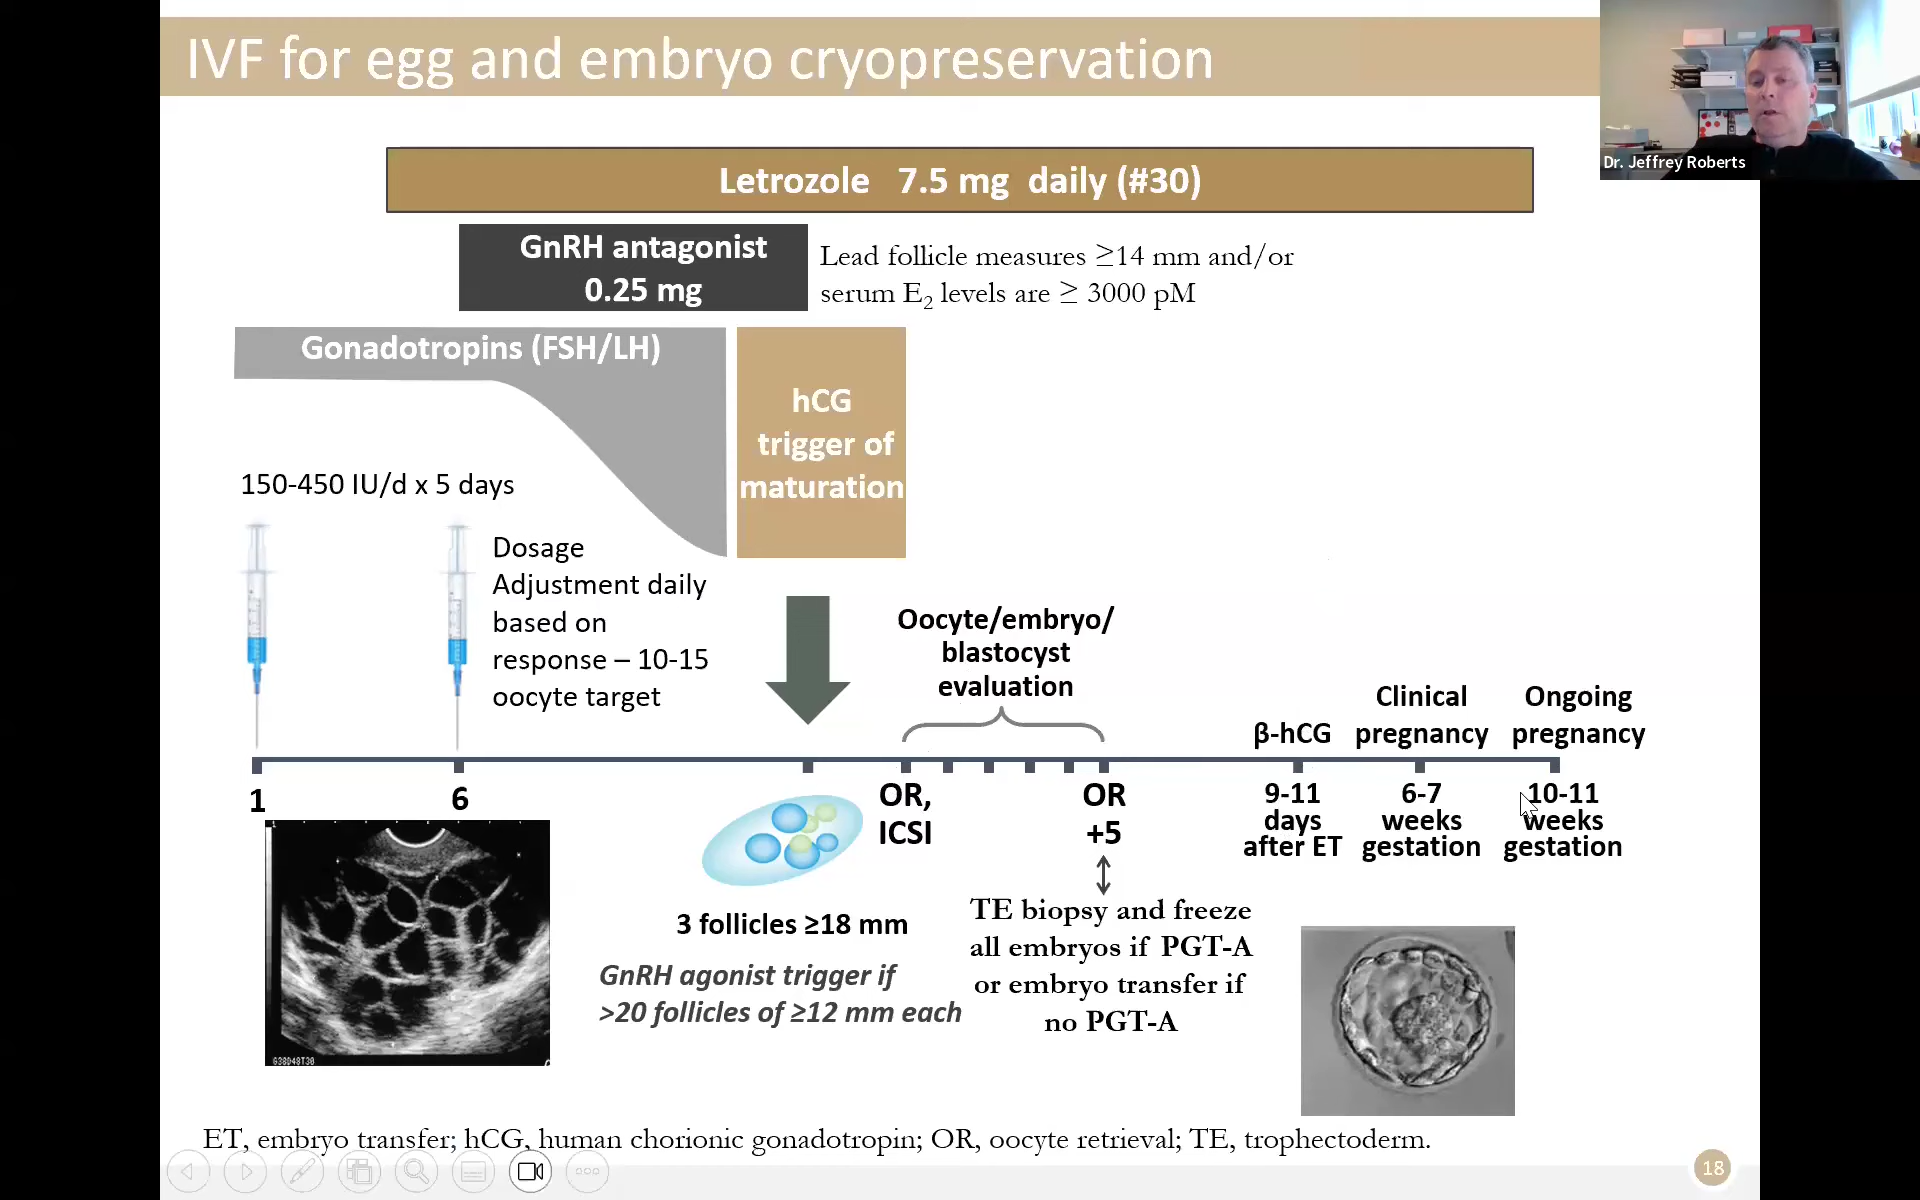 IVF for egg and embryo cryopreservation
Dr. Jeffrey Roberts
Letrozole 7.5 mg daily (#30)
GnRH antagonist
0.25 mg
Lead follicle measures ≥14 mm and/or
serum E₂ levels are ≥ 3000 pM
Gonadotropins (FSH/LH)
hCG
trigger of
maturation
150-450 IU/d x 5 days
Dosage
Adjustment daily
based on
response – 10-15
oocyte target
Oocyte/embryo/
blastocyst
evaluation
β-hCG
Clinical
pregnancy
Ongoing
pregnancy
1
6
OR,
ICSI
OR
+5
9-11
days
after ET
6-7
weeks
gestation
10-11
weeks
gestation
3 follicles ≥18 mm
GnRH agonist trigger if
>20 follicles of ≥12 mm each
TE biopsy and freeze
all embryos if PGT-A
or embryo transfer if
no PGT-A
ET, embryo transfer; hCG, human chorionic gonadotropin; OR, oocyte retrieval; TE, trophectoderm.
18